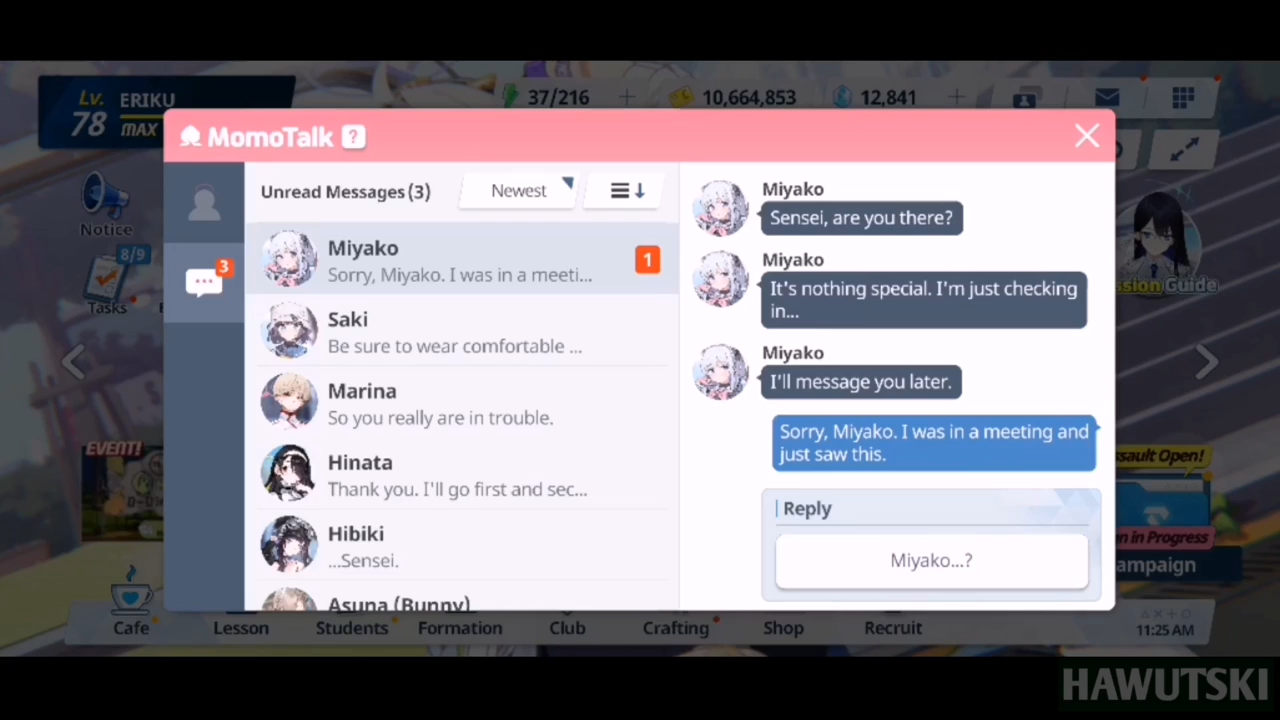 Lv.
78
ERIKU
MAX
37/216
10,664,853
12,841
MomoTalk ?
Notice
8/9
Tasks
EVENT!
3
Unread Messages (3)
Newest
Miyako
Sorry, Miyako. I was in a meeti...
1
Saki
Be sure to wear comfortable ...
Marina
So you really are in trouble.
Hinata
Thank you. I'll go first and sec...
Hibiki
...Sensei.
Asuna (Bunny)
Miyako
Sensei, are you there?
Miyako
It's nothing special. I'm just checking
in...
Miyako
I'll message you later.
Sorry, Miyako. I was in a meeting and
just saw this.
Reply
Miyako...?
ssion Guide
ssault Open!
n in Progress
ampaign
Cafe
Lesson
Students
Formation
Club
Crafting
Shop
Recruit
11:25 AM
HAWUTSKI